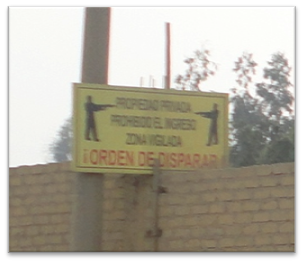 PROPIEDAD PRIVADA
PROHIBIDO EL INGRESO
ZONA VIGILADA
¡ORDEN DE DISPARAR!